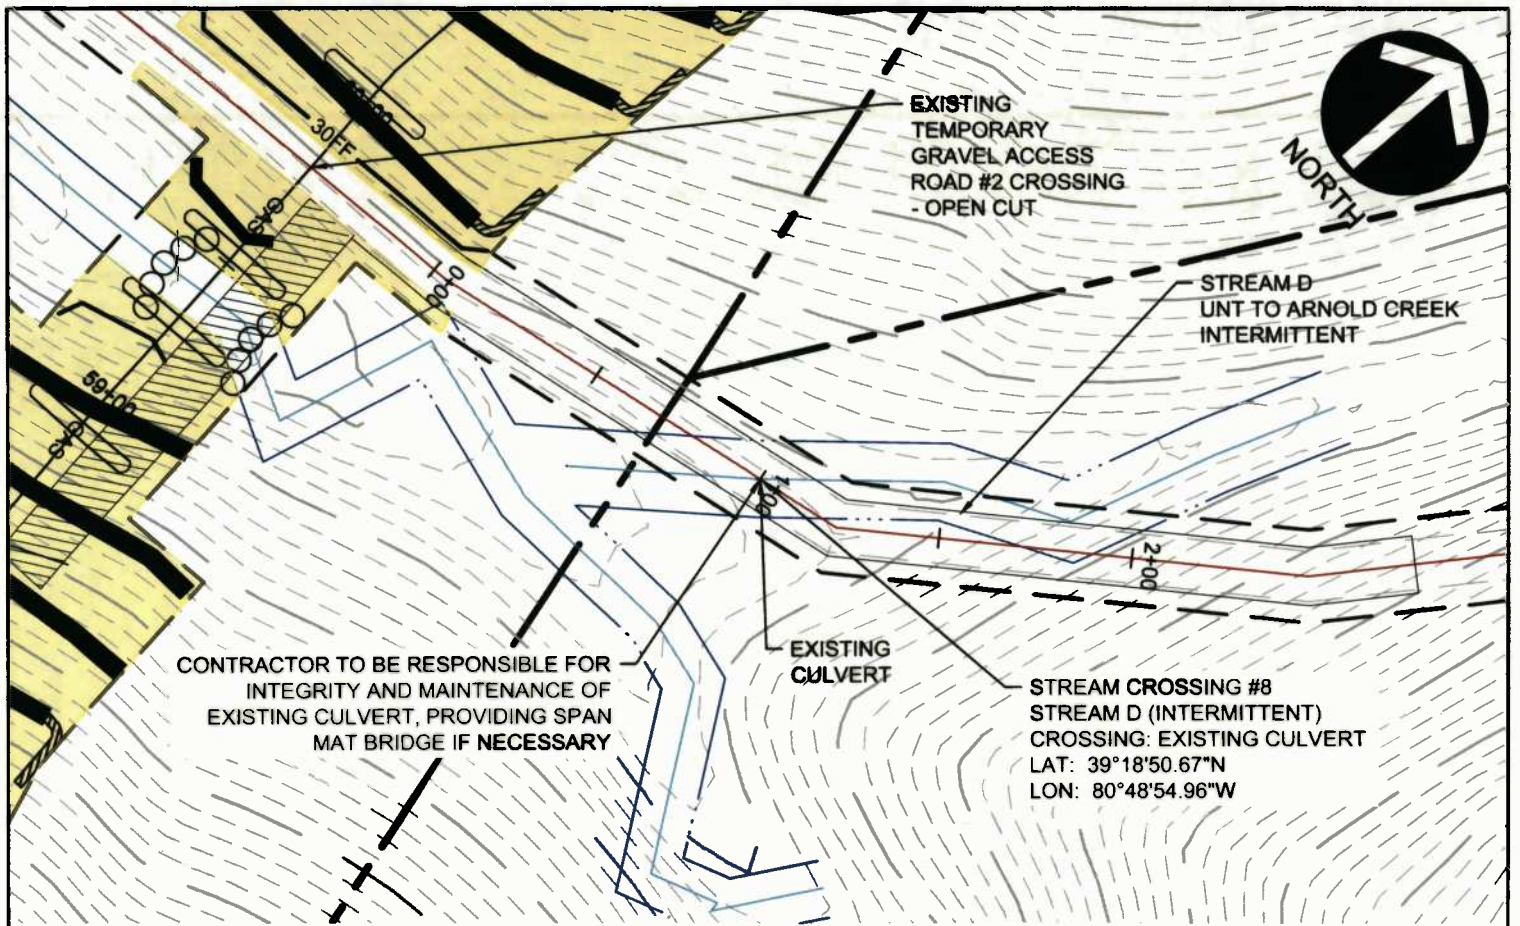 EXISTING
TEMPORARY
GRAVEL ACCESS
ROAD #2 CROSSING
- OPEN CUT
NORTH
30FF
GAS
0+00
STREAM D
UNT TO ARNOLD CREEK
INTERMITTENT
59+00
GAS
1+00
2+00
EXISTING
CULVERT
CONTRACTOR TO BE RESPONSIBLE FOR
INTEGRITY AND MAINTENANCE OF
EXISTING CULVERT, PROVIDING SPAN
MAT BRIDGE IF NECESSARY
STREAM CROSSING #8
STREAM D (INTERMITTENT)
CROSSING: EXISTING CULVERT
LAT: 39°18'50.67"N
LON: 80°48'54.96"W